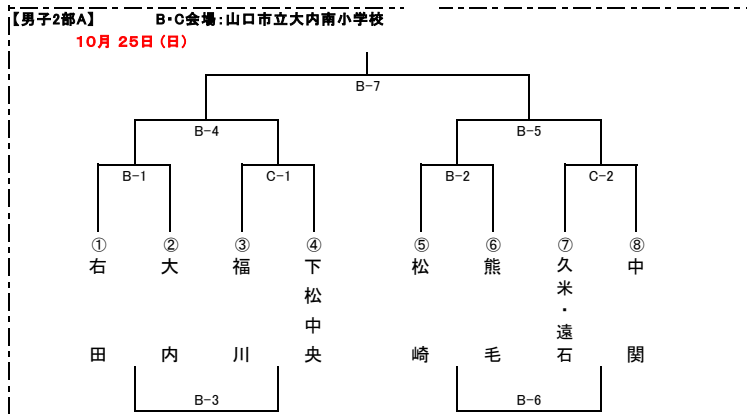 【男子2部A】 B・C会場:山口市立大内南小学校
10月 25日 (日)
B-7
B-4 B-5
B-1 C-1 B-2 C-2
① ② ③ ④ ⑤ ⑥ ⑦ ⑧
右田
大内
福川
下松中央
松崎
熊毛
久米・遠石
中関
B-3 B-6